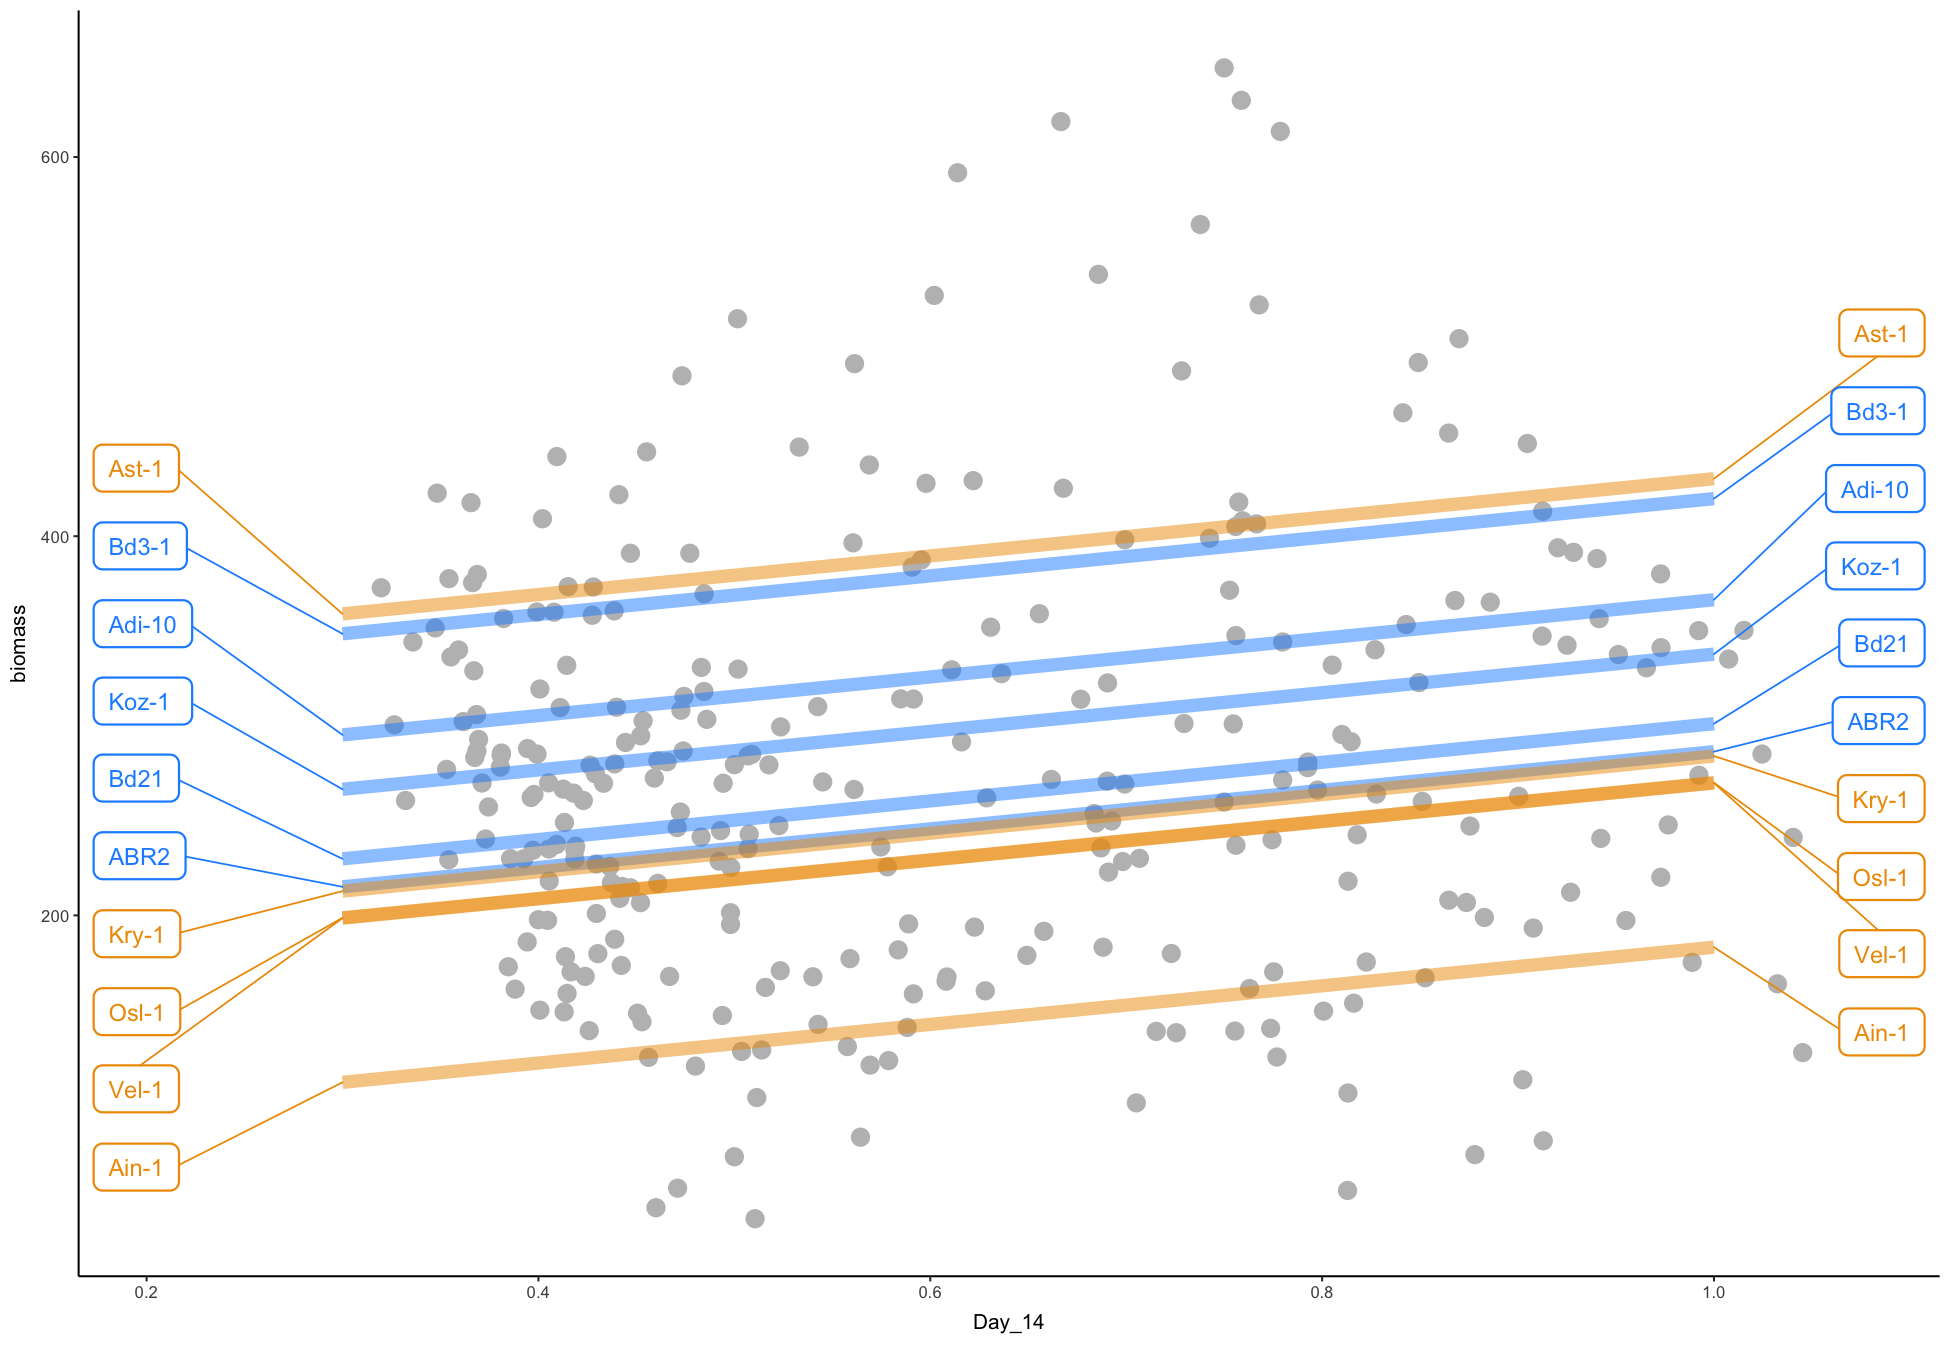 600
400
200
biomass
Ast-1
Bd3-1
Adi-10
Koz-1
Bd21
ABR2
Kry-1
Osl-1
Vel-1
Ain-1
Ast-1
Bd3-1
Adi-10
Koz-1
Bd21
ABR2
Kry-1
Osl-1
Vel-1
Ain-1
0.2 0.4 0.6 0.8 1.0
Day_14